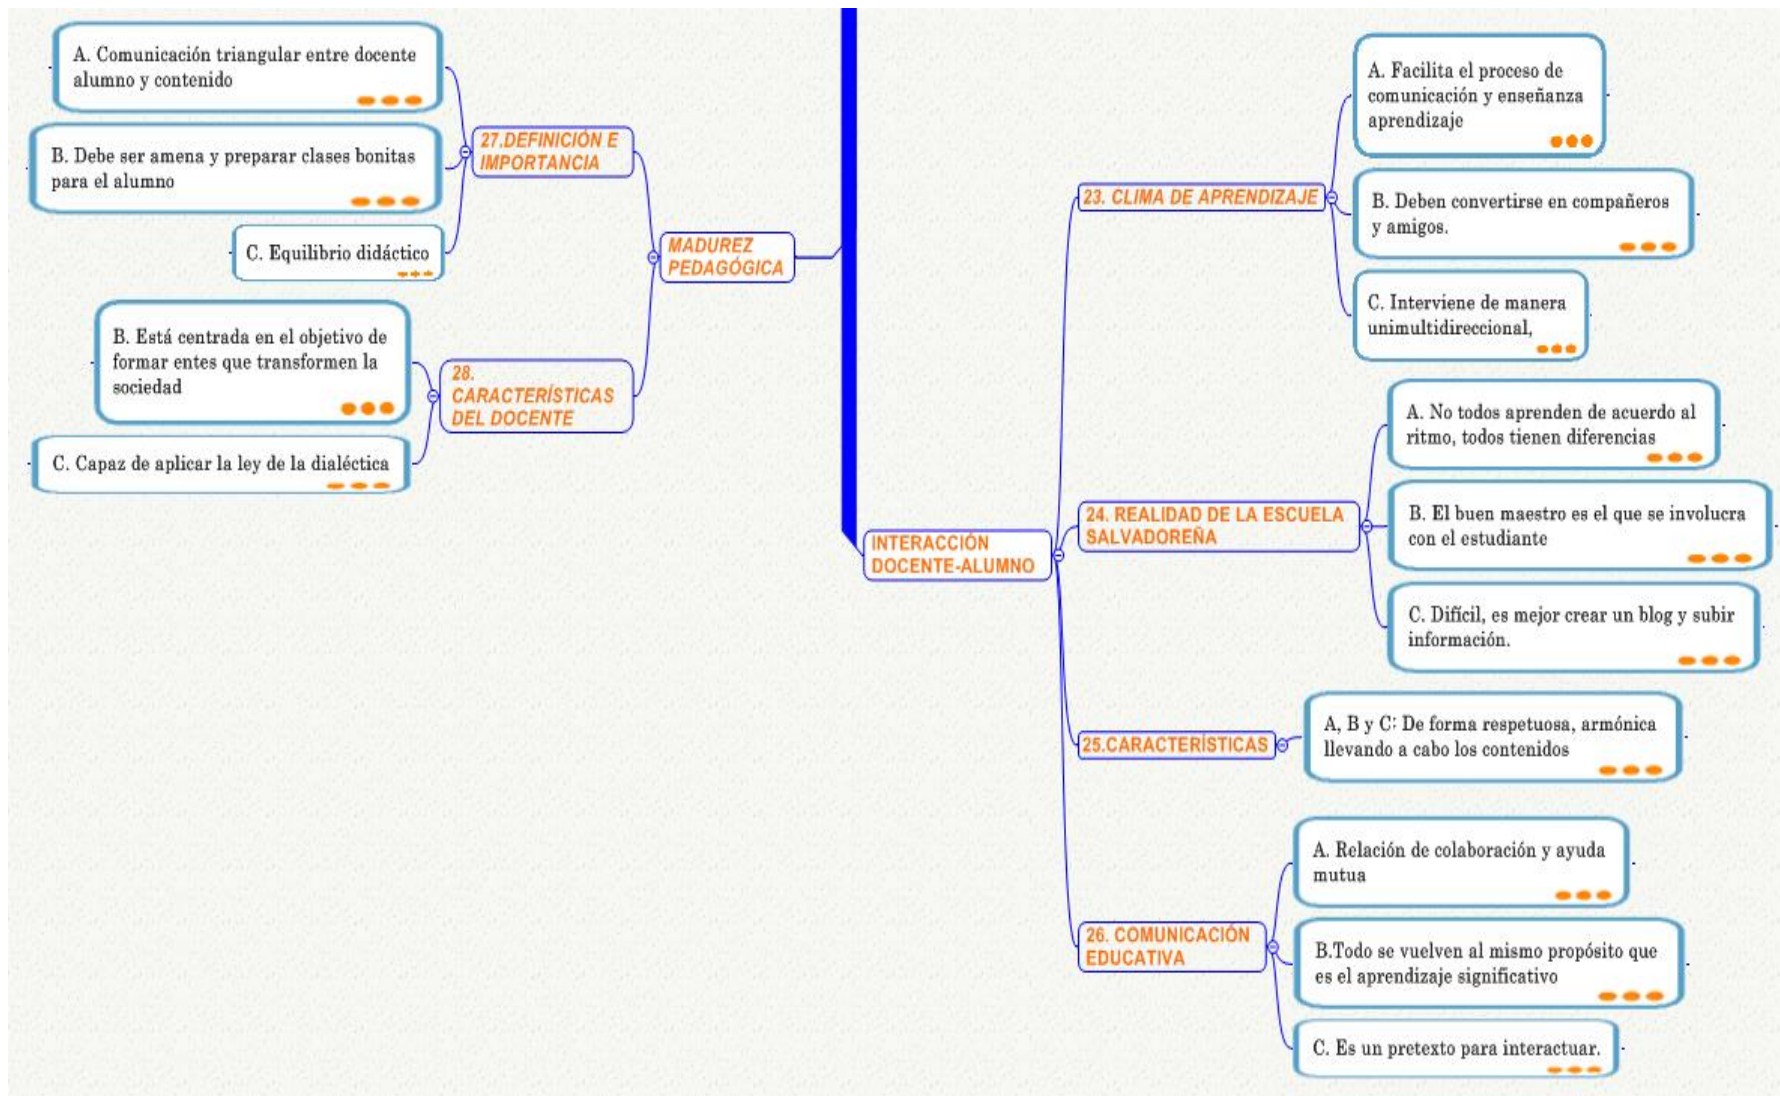 A. Comunicación triangular entre docente
alumno y contenido
B. Debe ser amena y preparar clases bonitas
para el alumno
C. Equilibrio didáctico
27.DEFINICIÓN E
IMPORTANCIA
MADUREZ
PEDAGÓGICA
B. Está centrada en el objetivo de
formar entes que transformen la
sociedad
C. Capaz de aplicar la ley de la dialéctica
28.
CARACTERÍSTICAS
DEL DOCENTE
INTERACCIÓN
DOCENTE-ALUMNO
23. CLIMA DE APRENDIZAJE
A. Facilita el proceso de
comunicación y enseñanza
aprendizaje
B. Deben convertirse en compañeros
y amigos.
C. Interviene de manera
unimultidireccional,
24. REALIDAD DE LA ESCUELA
SALVADOREÑA
A. No todos aprenden de acuerdo al
ritmo, todos tienen diferencias
B. El buen maestro es el que se involucra
con el estudiante
C. Difícil, es mejor crear un blog y subir
información.
25.CARACTERÍSTICAS
A, B y C: De forma respetuosa, armónica
llevando a cabo los contenidos
26. COMUNICACIÓN
EDUCATIVA
A. Relación de colaboración y ayuda
mutua
B.Todo se vuelven al mismo propósito que
es el aprendizaje significativo
C. Es un pretexto para interactuar.